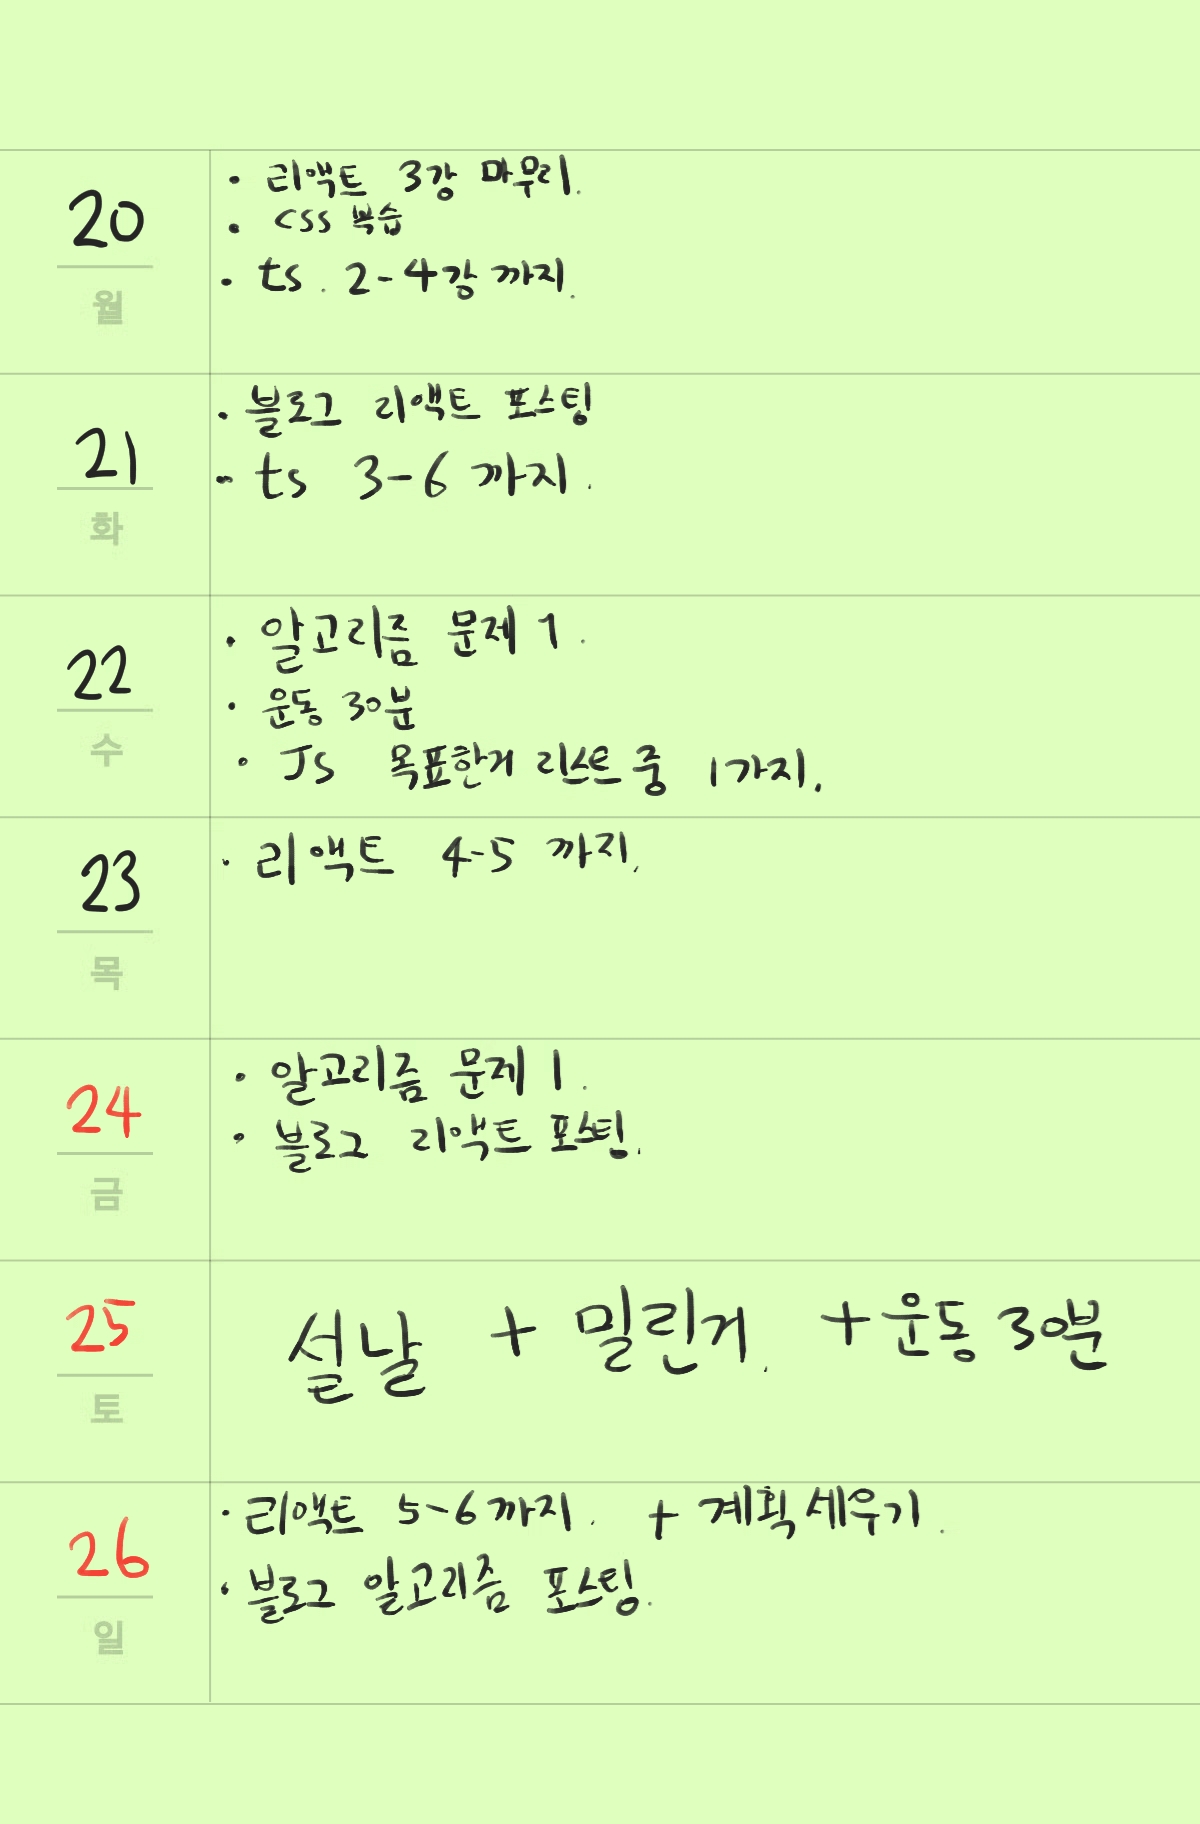 20
월
· 리액트 3강 마무리.
· CSS 복습
· ts. 2-4강 까지.
21
화
· 블로그 리액트 포스팅
- ts 3-6 까지.
22
수
· 알고리즘 문제 1.
· 운동 30분
· JS 목표한거 리스트 중 1가지.
23
목
· 리액트 4-5 까지.
24
금
· 알고리즘 문제 1.
· 블로그 리액트 포스팅.
25
토
설날 + 밀린거. + 운동 30분
26
일
· 리액트 5-6까지. + 계획 세우기.
· 블로그 알고리즘 포스팅.